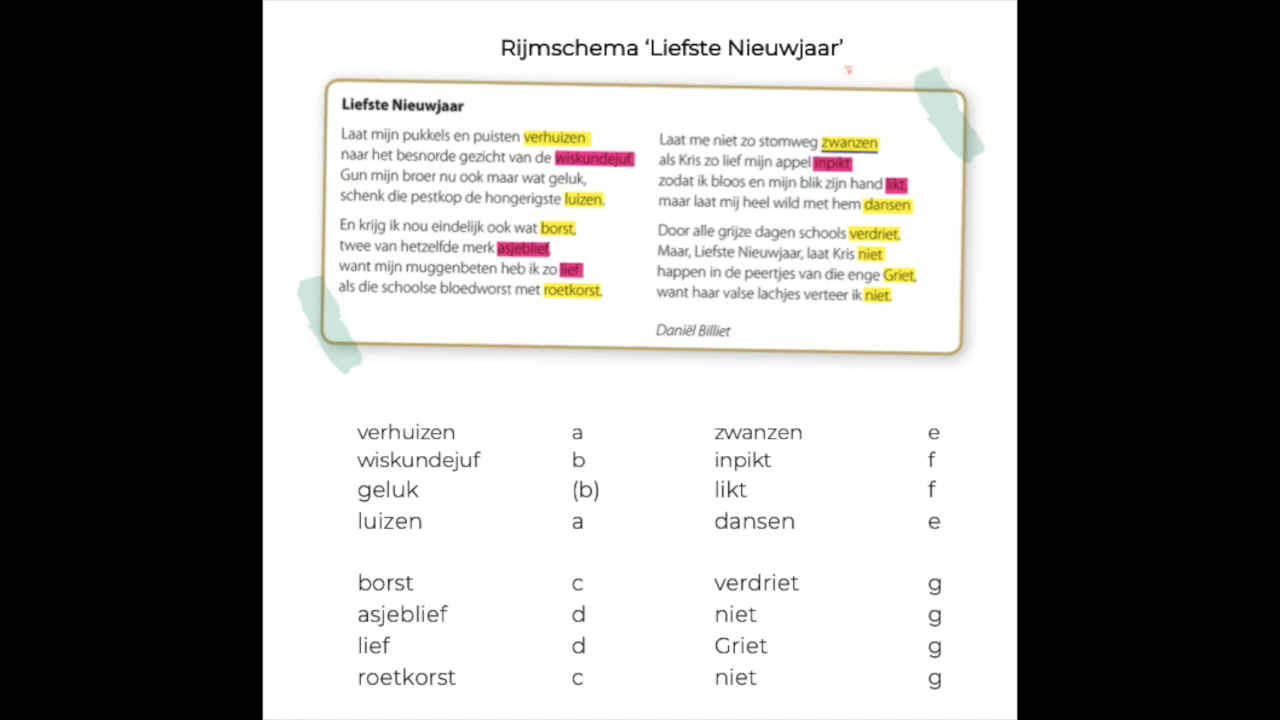 Rijmschema ‘Liefste Nieuwjaar’
Liefste Nieuwjaar
Laat mijn pukkels en puisten verhuizen
naar het besnorde gezicht van de wiskundejuf.
Gun mijn broer nu ook maar wat geluk,
schenk die pestkop de hongerigste luizen.
En krijg ik nou eindelijk ook wat borst,
twee van hetzelfde merk asjeblief,
want mijn muggenbeten heb ik zo lief
als die schoolse bloedworst met roetkorst.
Laat me niet zo stomweg zwanzen
als Kris zo lief mijn appel inpikt
zodat ik bloos en mijn blik zijn hand likt,
maar laat mij heel wild met hem dansen
Door alle grijze dagen schools verdriet.
Maar, Liefste Nieuwjaar, laat Kris niet
happen in de peertjes van die enge Griet,
want haar valse lachjes verteer ik niet.
Daniël Billiet
verhuizen a zwanzen e
wiskundejuf b inpikt f
geluk (b) likt f
luizen a dansen e
borst c verdriet g
asjeblief d niet g
lief d Griet g
roetkorst c niet g